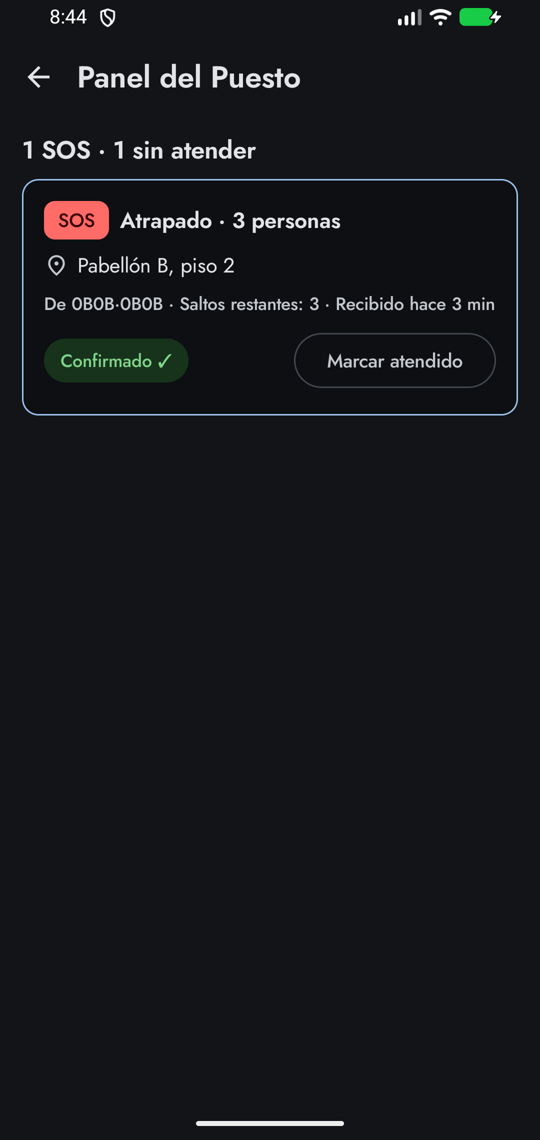 8:44
Panel del Puesto
1 SOS · 1 sin atender
SOS Atrapado · 3 personas
Pabellón B, piso 2
De 0B0B·0B0B · Saltos restantes: 3 · Recibido hace 3 min
Confirmado ✓ Marcar atendido